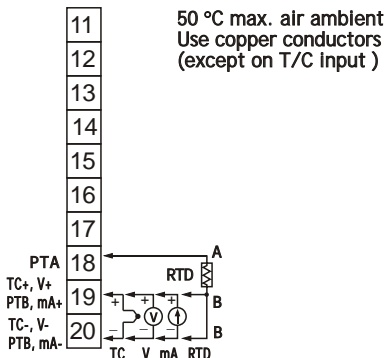 50 °C max. air ambient
Use copper conductors
(except on T/C input )
11
12
13
14
15
16
17
PTA 18 A
RTD
TC+, V+
PTB, mA+ 19 + + + B
V
TC-, V-
PTB, mA- 20 – – – B
TC V mA RTD